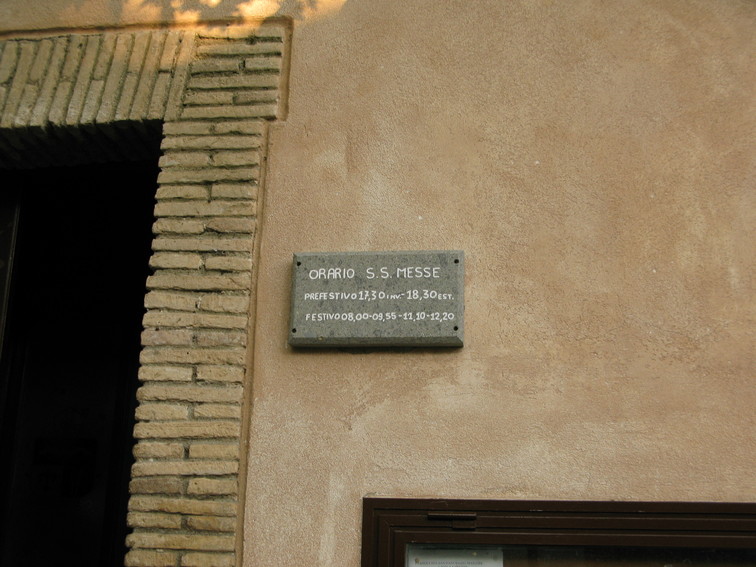 ORARIO S.S. MESSE
PREFESTIVO 17,30 INV.-18,30 EST.
FESTIVO 08,00-09,55-11,10-12,20